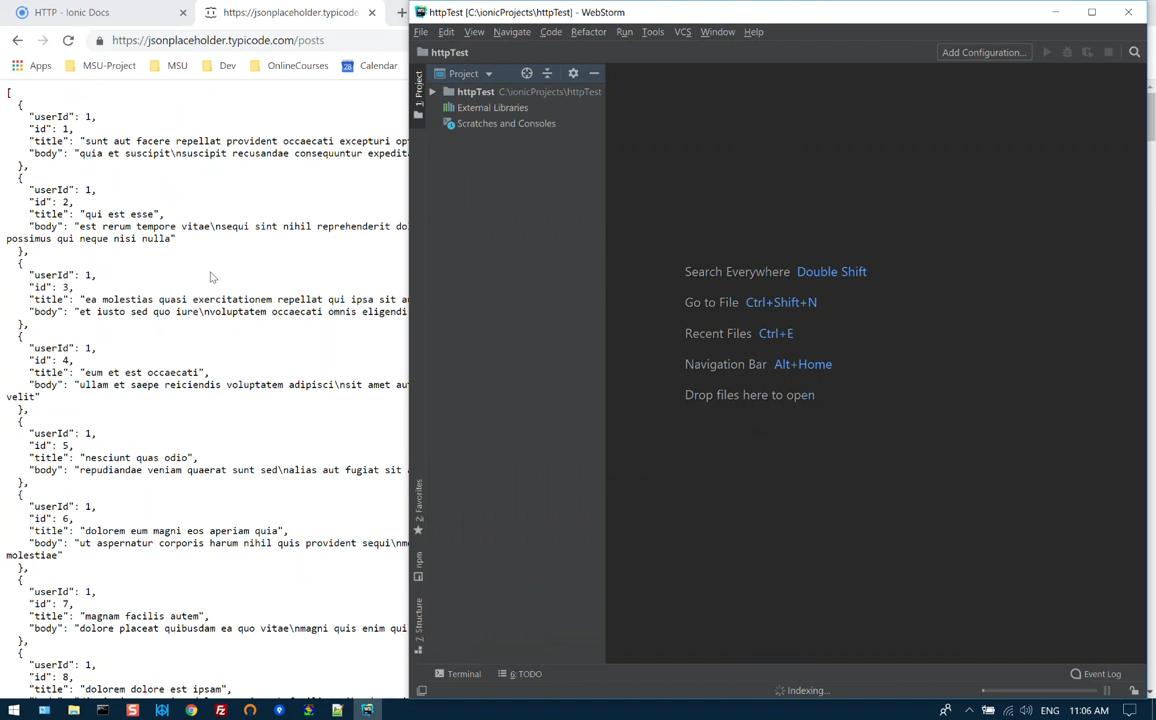 HTTP - Ionic Docs
https://jsonplaceholder.typicode
https://jsonplaceholder.typicode.com/posts
Apps
MSU-Project
MSU
Dev
OnlineCourses
28
Calendar
[
{
"userId": 1,
"id": 1,
"title": "sunt aut facere repellat provident occaecati excepturi opt
"body": "quia et suscipit\nsuscipit recusandae consequuntur expedita
},
{
"userId": 1,
"id": 2,
"title": "qui est esse",
"body": "est rerum tempore vitae\nsequi sint nihil reprehenderit do
possimus qui neque nisi nulla"
},
{
"userId": 1,
"id": 3,
"title": "ea molestias quasi exercitationem repellat qui ipsa sit au
"body": "et iusto sed quo iure\nvoluptatem occaecati omnis eligendi
},
{
"userId": 1,
"id": 4,
"title": "eum et est occaecati",
"body": "ullam et saepe reiciendis voluptatem adipisci\nsit amet au
velit"
},
{
"userId": 1,
"id": 5,
"title": "nesciunt quas odio",
"body": "repudiandae veniam quaerat sunt sed\nalias aut fugiat sit
},
{
"userId": 1,
"id": 6,
"title": "dolorem eum magni eos aperiam quia",
"body": "ut aspernatur corporis harum nihil quis provident sequi\nm
molestiae"
},
{
"userId": 1,
"id": 7,
"title": "magnam facilis autem",
"body": "dolore placeat quibusdam ea quo vitae\nmagni quis enim qui
},
{
"userId": 1,
"id": 8,
"title": "dolorem dolore est ipsam",
httpTest [C:\ionicProjects\httpTest] - WebStorm
File Edit View Navigate Code Refactor Run Tools VCS Window Help
httpTest
Add Configuration...
1: Project
Project
httpTest C:\ionicProjects\httpTest
External Libraries
Scratches and Consoles
Search Everywhere Double Shift
Go to File Ctrl+Shift+N
Recent Files Ctrl+E
Navigation Bar Alt+Home
Drop files here to open
2: Favorites
npm
7: Structure
Terminal
6: TODO
Event Log
Indexing...
ENG
11:06 AM